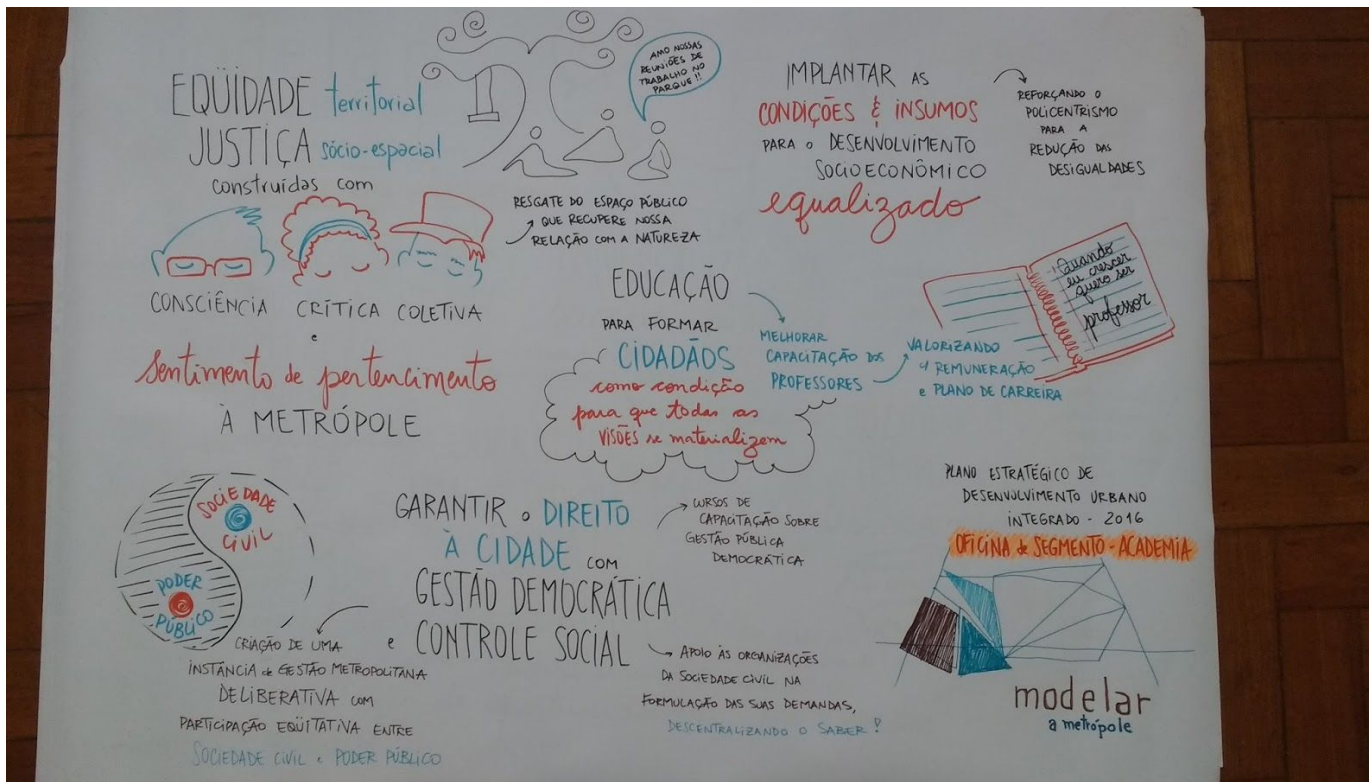 EQÜIDADE territorial
JUSTIÇA sócio-espacial
construídas com
CONSCIÊNCIA CRÍTICA COLETIVA
e
sentimento de pertencimento
À METRÓPOLE
AMO NOSSAS
REUNIÕES DE
TRABALHO NO
PARQUE!!
RESGATE DO ESPAÇO PÚBLICO
QUE RECUPERE NOSSA
RELAÇÃO COM A NATUREZA
IMPLANTAR AS
CONDIÇÕES & INSUMOS
PARA O DESENVOLVIMENTO
SOCIOECONÔMICO
equalizado
REFORÇANDO O
POLICENTRISMO
PARA A
REDUÇÃO DAS
DESIGUALDADES
EDUCAÇÃO
PARA FORMAR
CIDADÃOS
como condição
para que todas as
VISÕES se materializem
MELHORAR
CAPACITAÇÃO DOS
PROFESSORES
VALORIZANDO
REMUNERAÇÃO
e PLANO DE CARREIRA
Quando
eu crescer
quero ser
professor
SOCIEDADE
CIVIL
PODER
PÚBLICO
CRIAÇÃO DE UMA
INSTÂNCIA de GESTÃO METROPOLITANA
DELIBERATIVA COM
PARTICIPAÇÃO EQÜITATIVA ENTRE
SOCIEDADE CIVIL e PODER PÚBLICO
GARANTIR o DIREITO
À CIDADE COM
GESTÃO DEMOCRÁTICA
e CONTROLE SOCIAL
CURSOS DE
CAPACITAÇÃO SOBRE
GESTÃO PÚBLICA
DEMOCRÁTICA
APOIO ÀS ORGANIZAÇÕES
DA SOCIEDADE CIVIL NA
FORMULAÇÃO DAS SUAS DEMANDAS,
DESCENTRALIZANDO O SABER!
PLANO ESTRATÉGICO DE
DESENVOLVIMENTO URBANO
INTEGRADO - 2016
OFICINA de SEGMENTO - ACADEMIA
modelar
a metrópole